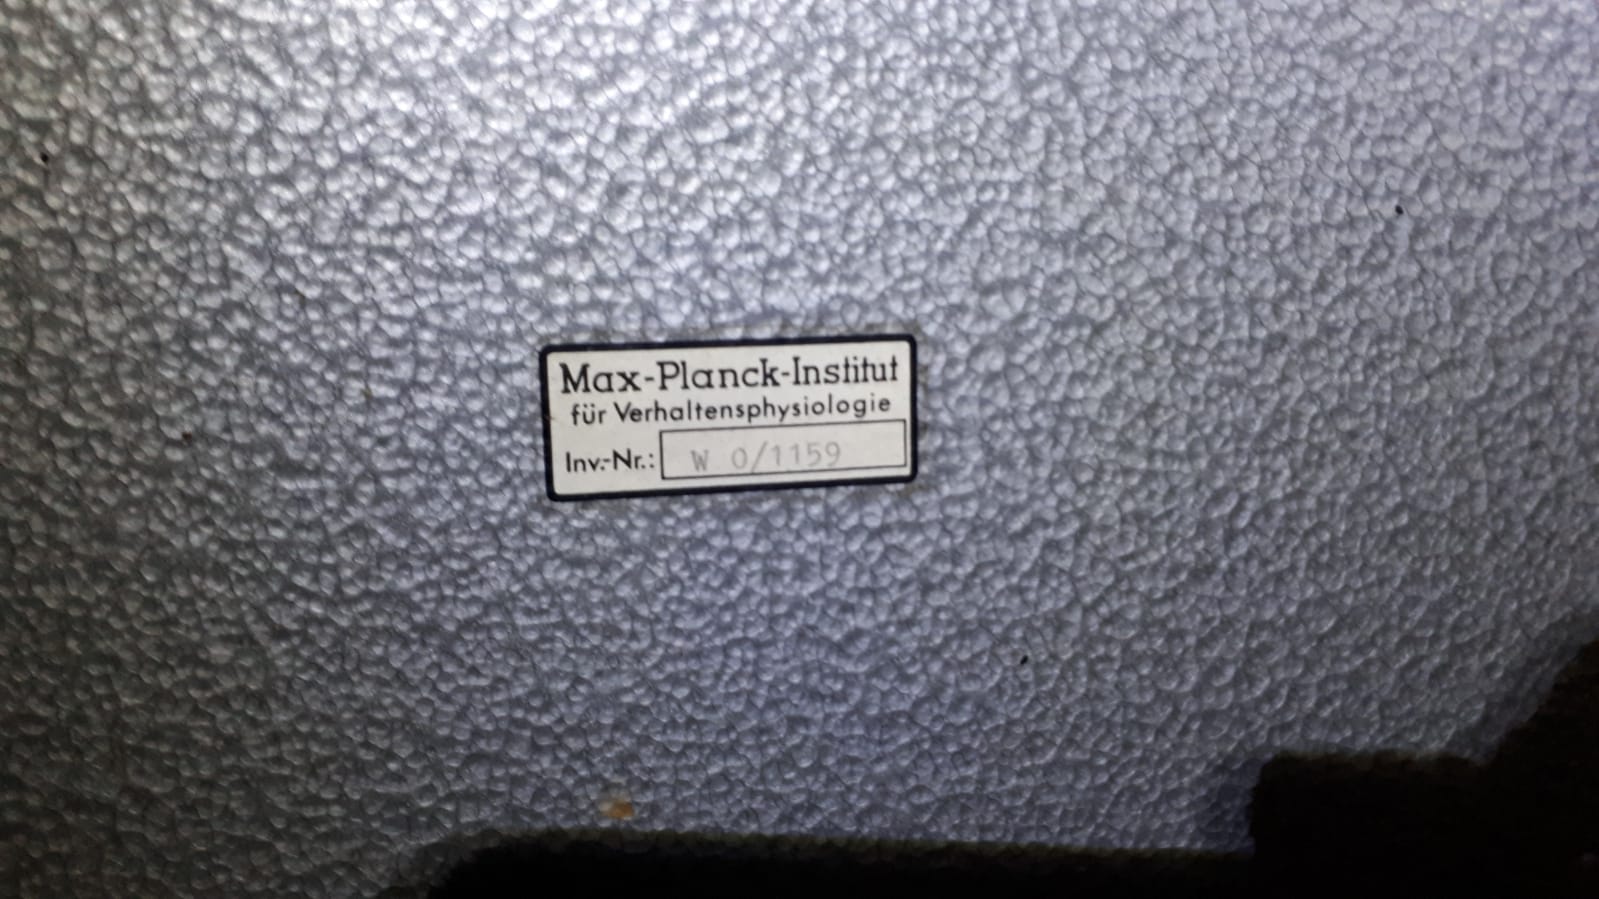 Max-Planck-Institut
für Verhaltensphysiologie
Inv.-Nr.: W 0/1159